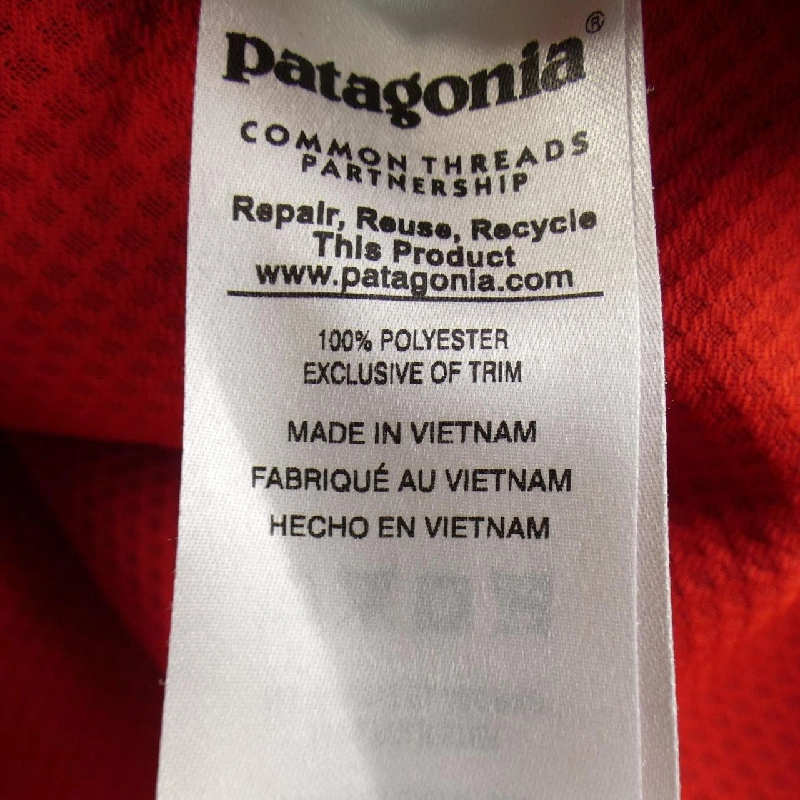 patagonia®
COMMON THREADS
PARTNERSHIP
Repair, Reuse, Recycle
This Product
www.patagonia.com
100% POLYESTER
EXCLUSIVE OF TRIM
MADE IN VIETNAM
FABRIQUÉ AU VIETNAM
HECHO EN VIETNAM